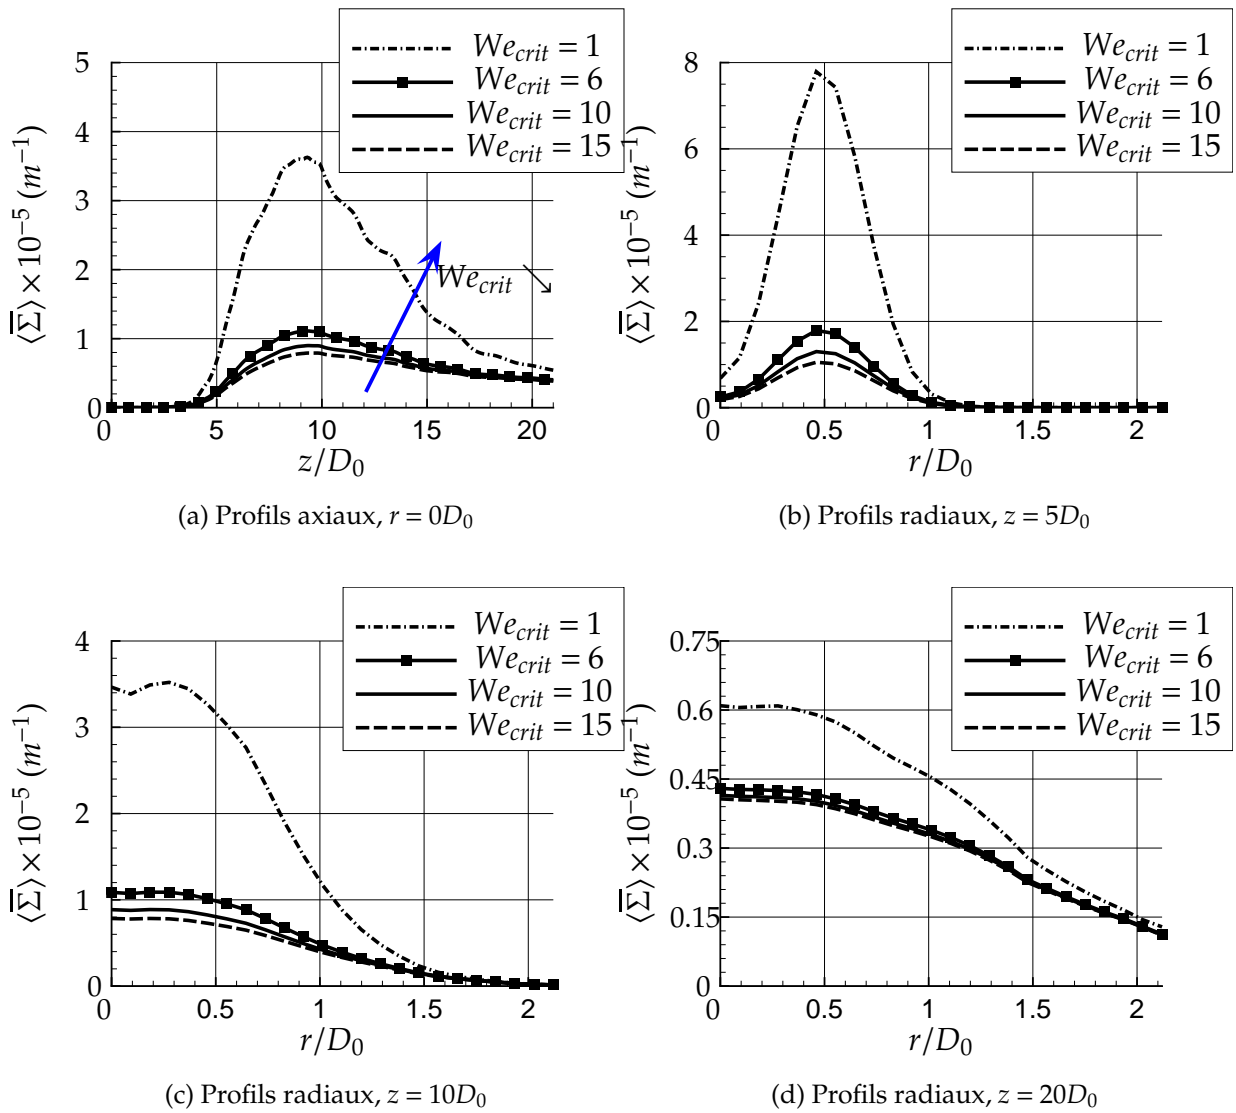 We_crit = 1
We_crit = 6
We_crit = 10
We_crit = 15
⟨Σ̅⟩ × 10⁻⁵ (m⁻¹)
5
4
3
2
1
0
We_crit ↘
0 5 10 15 20
z/D₀
(a) Profils axiaux, r = 0D₀
We_crit = 1
We_crit = 6
We_crit = 10
We_crit = 15
⟨Σ̅⟩ × 10⁻⁵ (m⁻¹)
8
6
4
2
0
0 0.5 1 1.5 2
r/D₀
(b) Profils radiaux, z = 5D₀
We_crit = 1
We_crit = 6
We_crit = 10
We_crit = 15
⟨Σ̅⟩ × 10⁻⁵ (m⁻¹)
4
3
2
1
0
0 0.5 1 1.5 2
r/D₀
(c) Profils radiaux, z = 10D₀
We_crit = 1
We_crit = 6
We_crit = 10
We_crit = 15
⟨Σ̅⟩ × 10⁻⁵ (m⁻¹)
0.75
0.6
0.45
0.3
0.15
0
0 0.5 1 1.5 2
r/D₀
(d) Profils radiaux, z = 20D₀